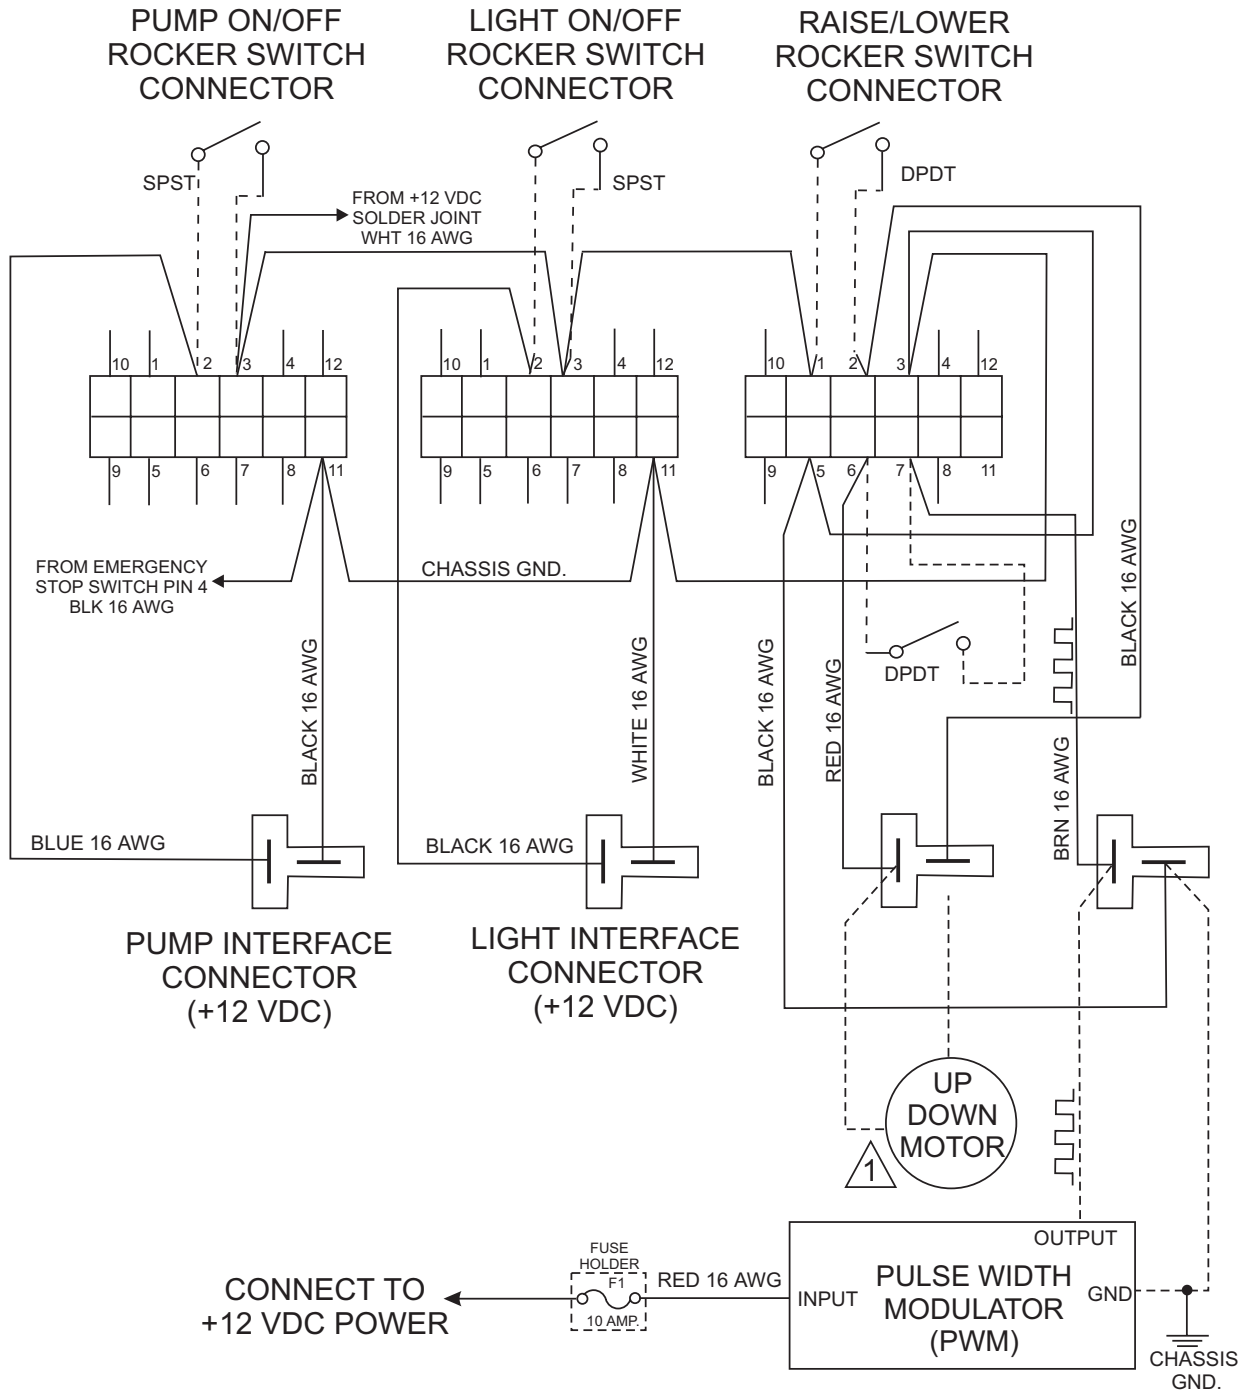 PUMP ON/OFF
ROCKER SWITCH
CONNECTOR
LIGHT ON/OFF
ROCKER SWITCH
CONNECTOR
RAISE/LOWER
ROCKER SWITCH
CONNECTOR
SPST
SPST
DPDT
FROM +12 VDC
SOLDER JOINT
WHT 16 AWG
10 1 2 3 4 12
10 1 2 3 4 12
10 1 2 3 4 12
9 5 6 7 8 11
9 5 6 7 8 11
9 5 6 7 8 11
FROM EMERGENCY
STOP SWITCH PIN 4
BLK 16 AWG
CHASSIS GND.
BLACK 16 AWG
WHITE 16 AWG
BLACK 16 AWG
RED 16 AWG
DPDT
BRN 16 AWG
BLACK 16 AWG
BLUE 16 AWG
BLACK 16 AWG
PUMP INTERFACE
CONNECTOR
(+12 VDC)
LIGHT INTERFACE
CONNECTOR
(+12 VDC)
UP
DOWN
MOTOR
1
OUTPUT
PULSE WIDTH
MODULATOR
(PWM)
INPUT
GND
CHASSIS
GND.
FUSE
HOLDER
F1
10 AMP.
RED 16 AWG
CONNECT TO
+12 VDC POWER